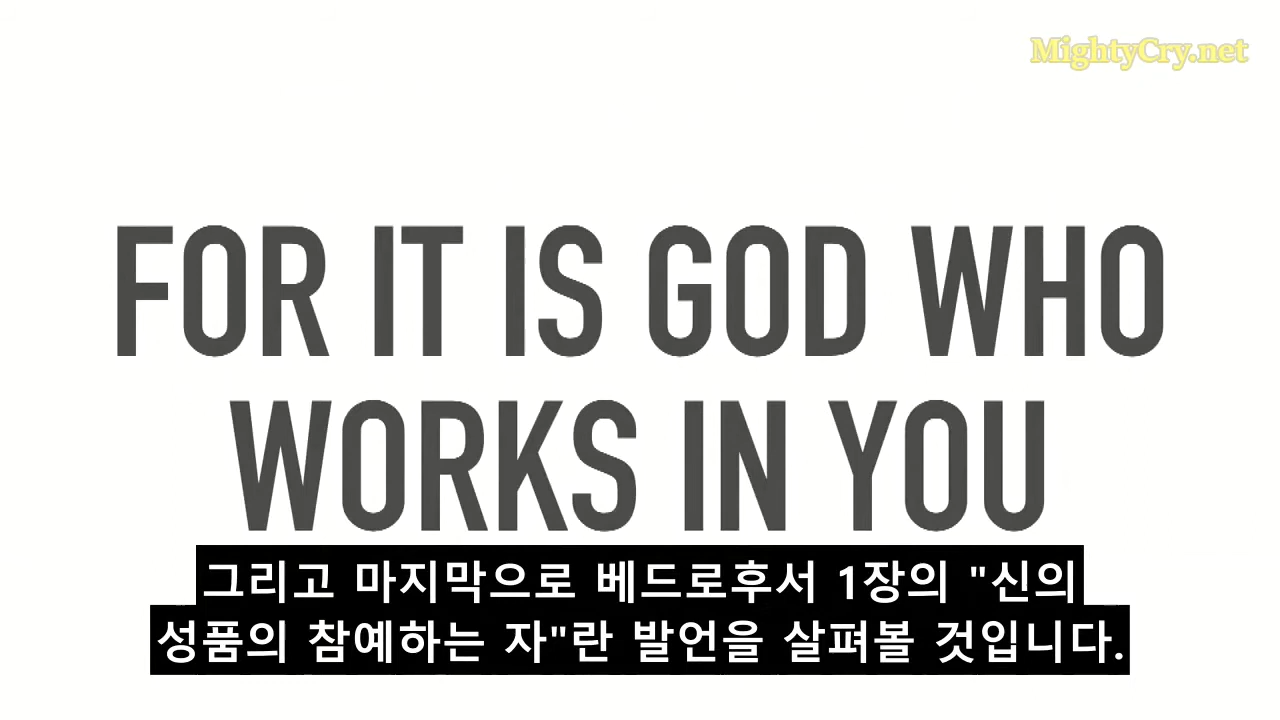 MightyCry.net
FOR IT IS GOD WHO
WORKS IN YOU
그리고 마지막으로 베드로후서 1장의 "신의
성품의 참예하는 자"란 발언을 살펴볼 것입니다.